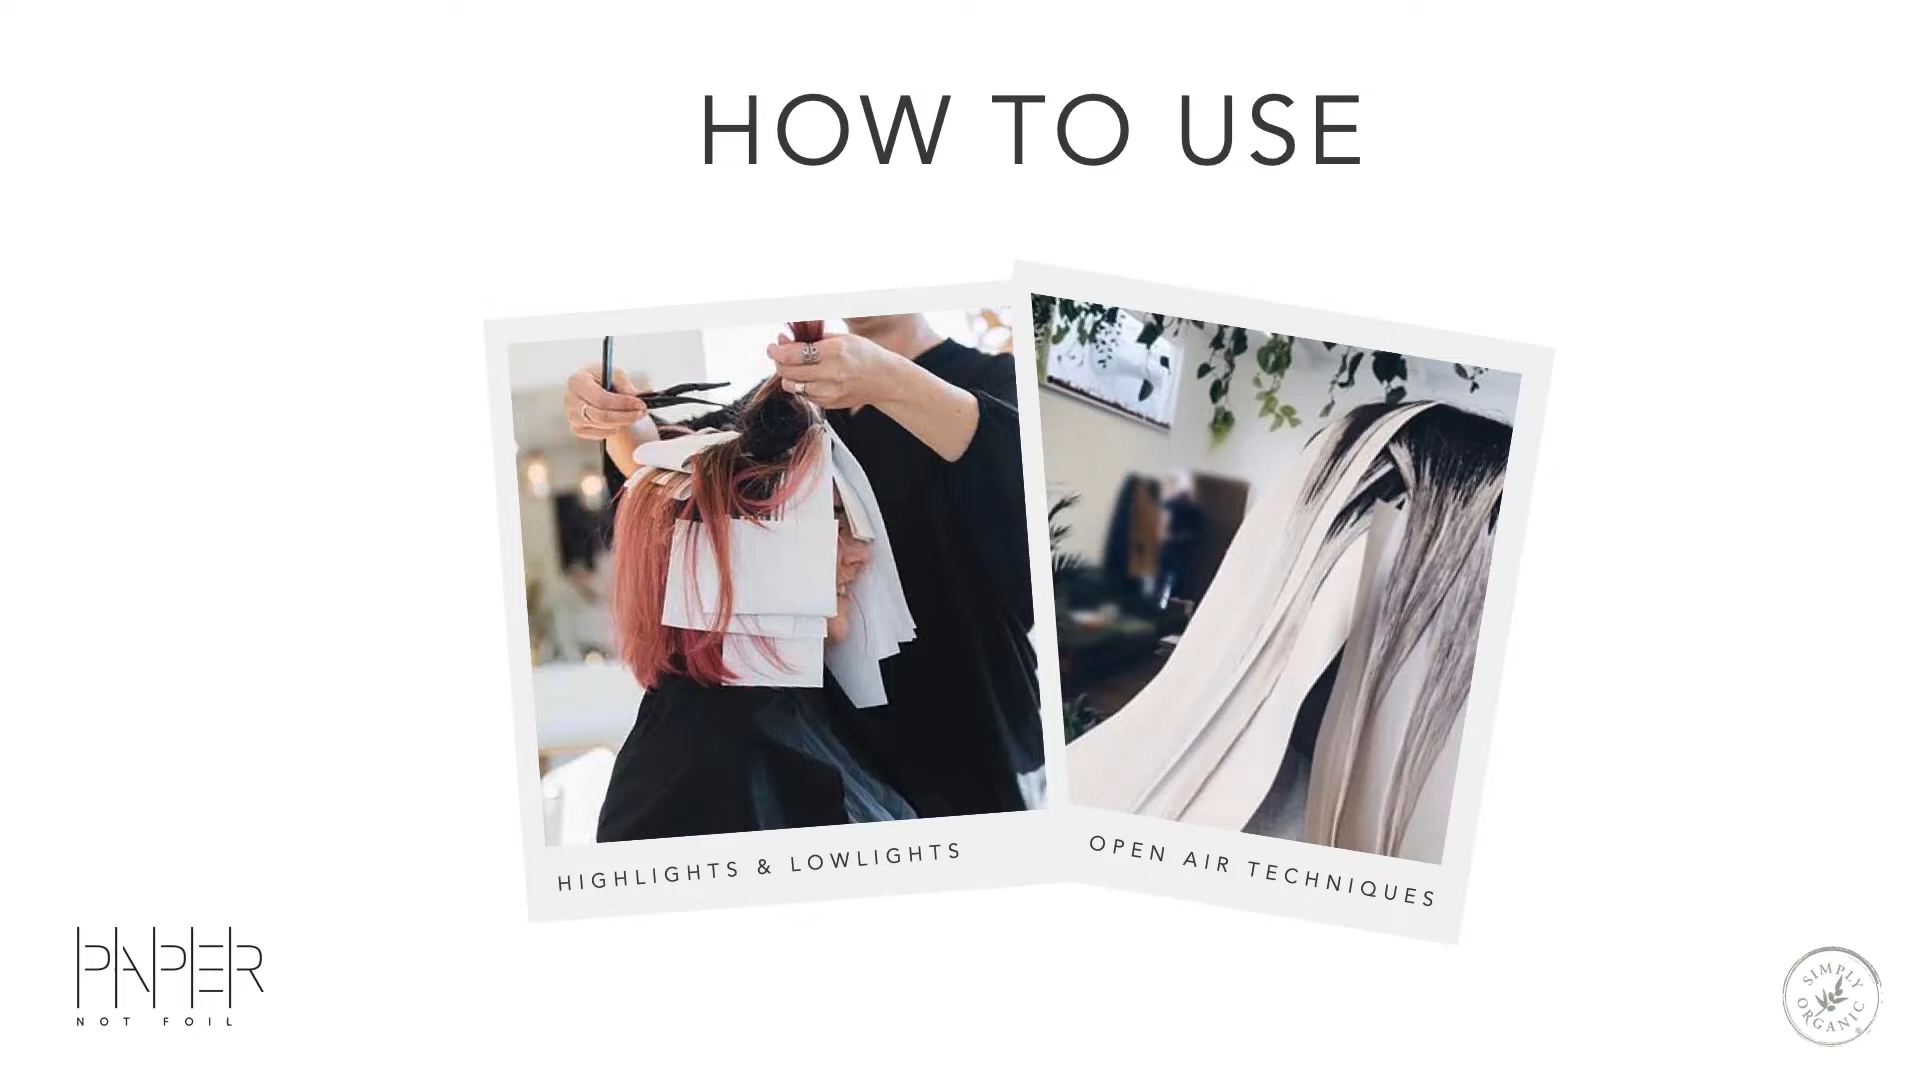 HOW TO USE
HIGHLIGHTS & LOWLIGHTS
OPEN AIR TECHNIQUES
PAPER
NOT FOIL
SIMPLY
ORGANIC®